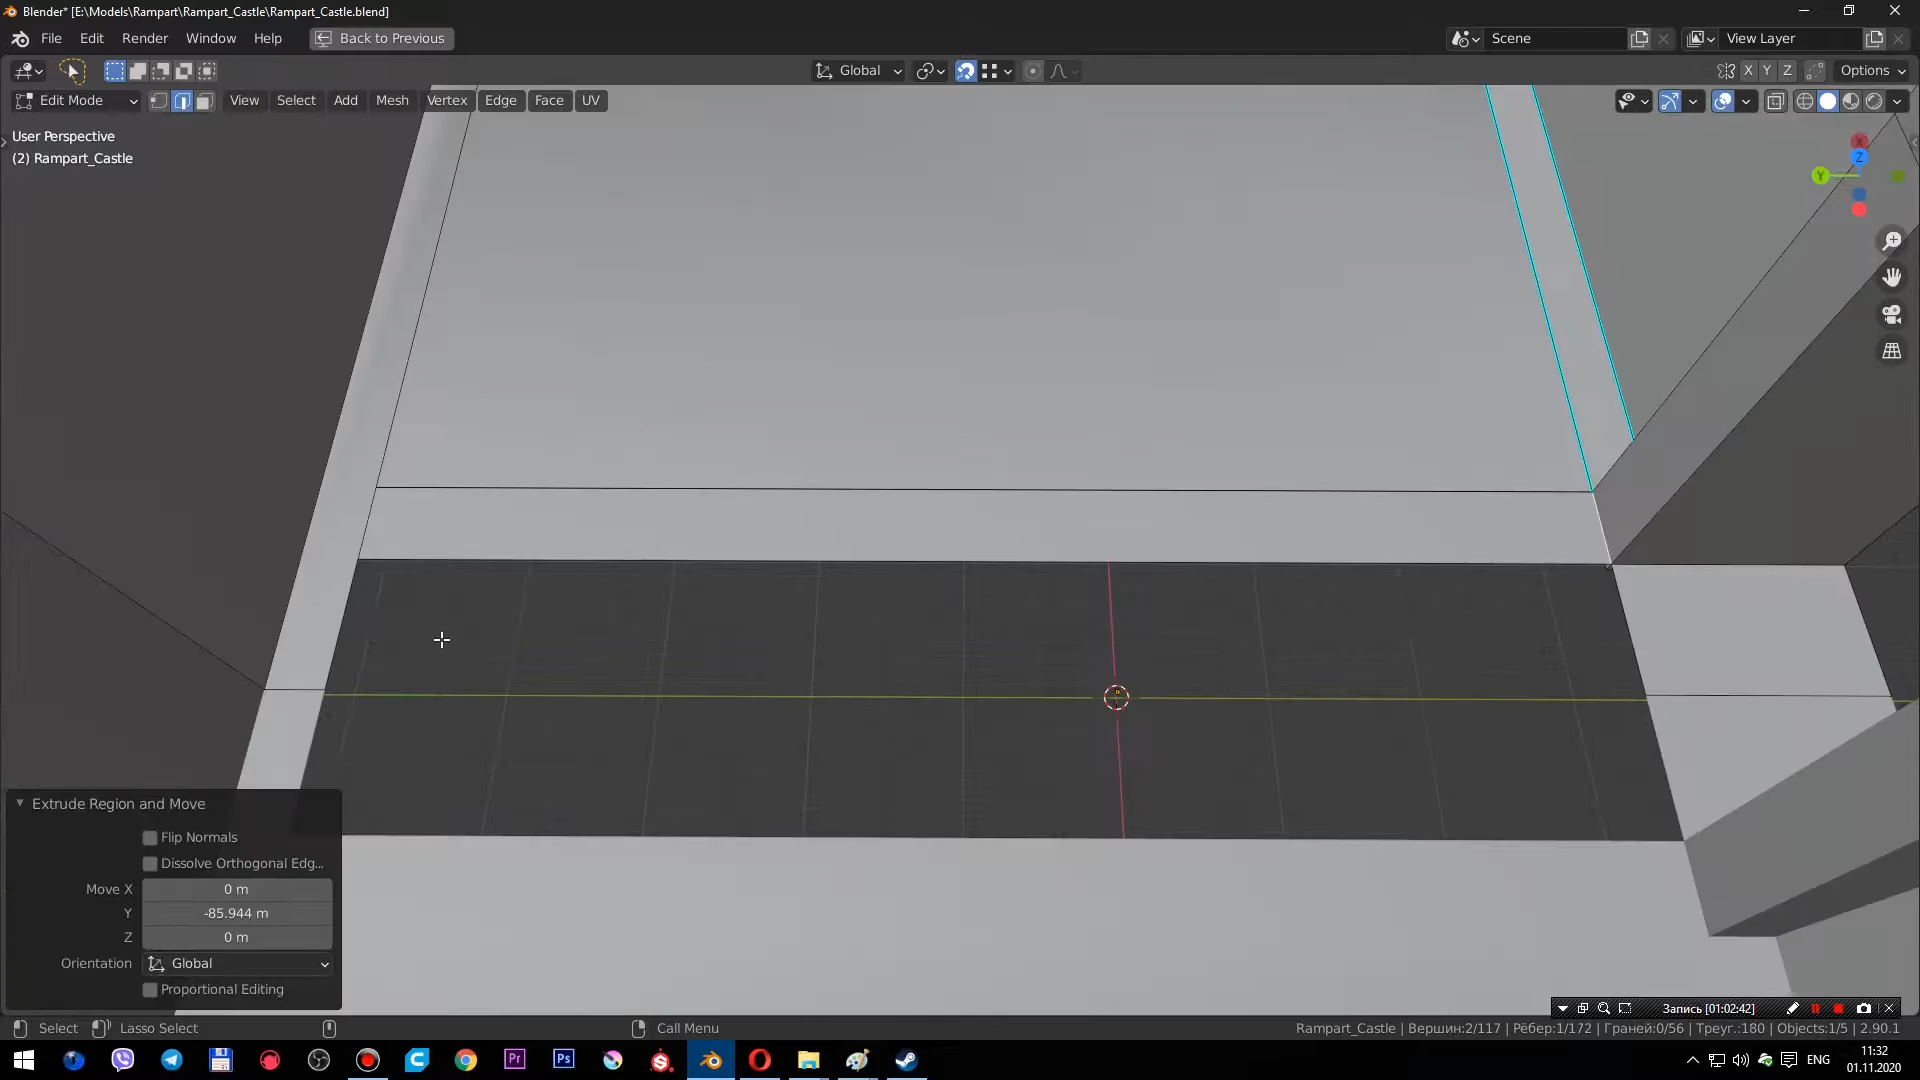 Blender* [E:\Models\Rampart\Rampart_Castle\Rampart_Castle.blend]
File Edit Render Window Help Back to Previous Scene View Layer
Global X Y Z Options
Edit Mode View Select Add Mesh Vertex Edge Face UV
User Perspective
(2) Rampart_Castle
X
Z
Y
Extrude Region and Move
Flip Normals
Dissolve Orthogonal Edg...
Move X 0 m
Y -85.944 m
Z 0 m
Orientation Global
Proportional Editing
Запись [01:02:42]
Select Lasso Select Call Menu Rampart_Castle | Вершин:2/117 | Рёбер:1/172 | Граней:0/56 | Треуг.:180 | Objects:1/5 | 2.90.1
Pr Ps ENG 11:32
01.11.2020